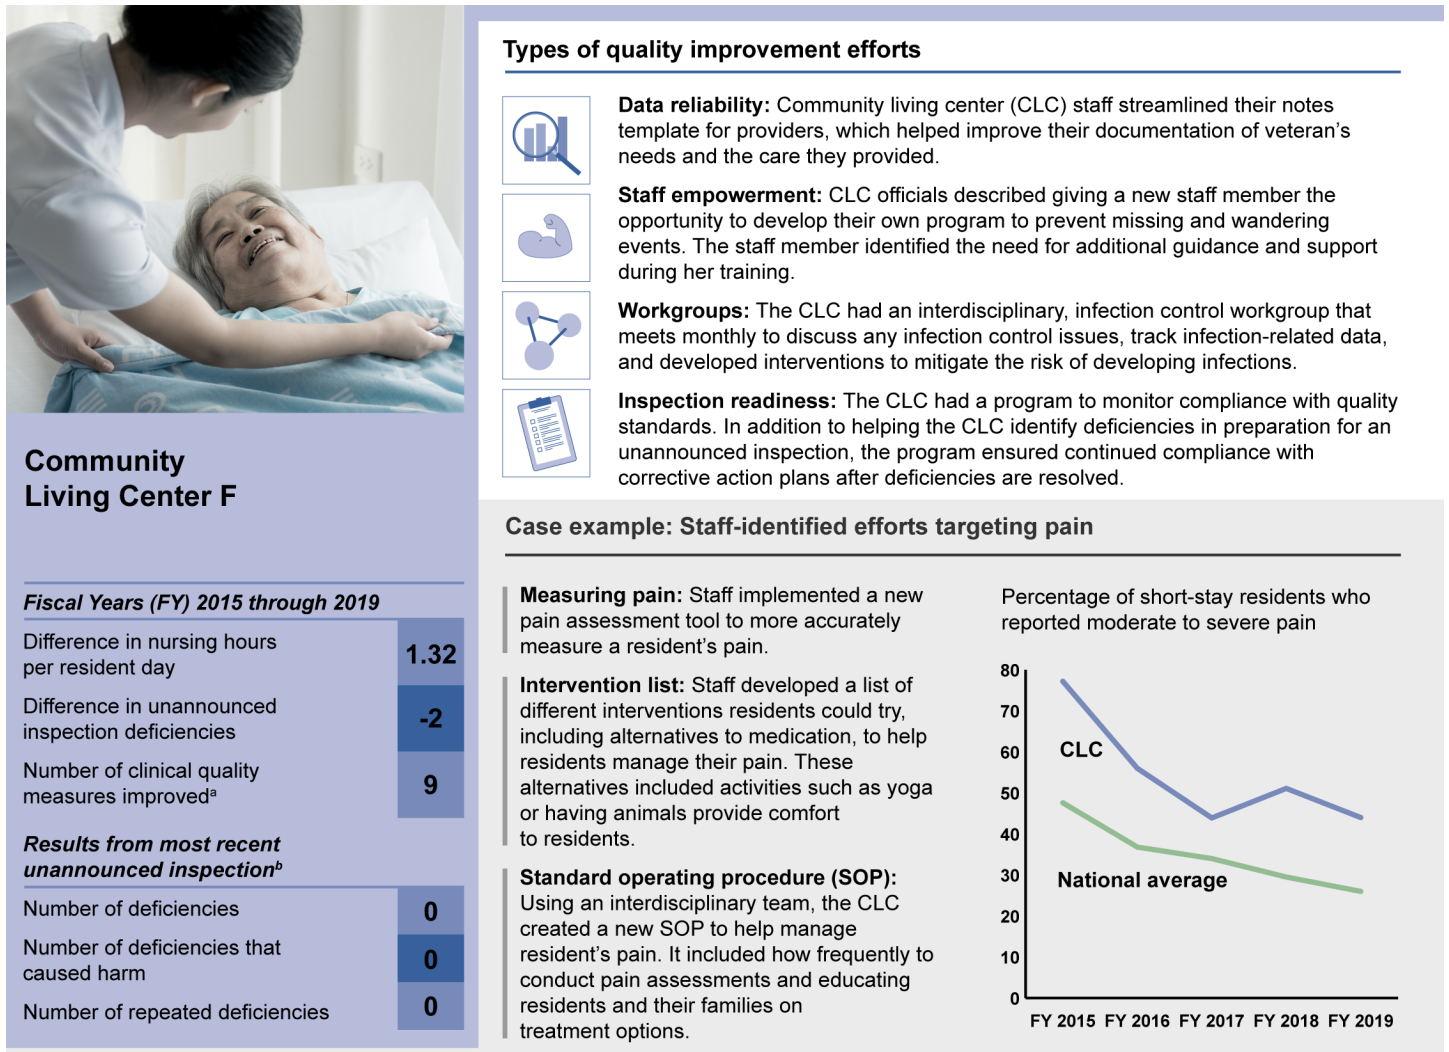 Types of quality improvement efforts
Data reliability: Community living center (CLC) staff streamlined their notes
template for providers, which helped improve their documentation of veteran's
needs and the care they provided.
Staff empowerment: CLC officials described giving a new staff member the
opportunity to develop their own program to prevent missing and wandering
events. The staff member identified the need for additional guidance and support
during her training.
Workgroups: The CLC had an interdisciplinary, infection control workgroup that
meets monthly to discuss any infection control issues, track infection-related data,
and developed interventions to mitigate the risk of developing infections.
Inspection readiness: The CLC had a program to monitor compliance with quality
standards. In addition to helping the CLC identify deficiencies in preparation for an
unannounced inspection, the program ensured continued compliance with
corrective action plans after deficiencies are resolved.
Community
Living Center F
Fiscal Years (FY) 2015 through 2019
Difference in nursing hours
per resident day
1.32
Difference in unannounced
inspection deficiencies
-2
Number of clinical quality
measures improvedᵃ
9
Results from most recent
unannounced inspectionᵇ
Number of deficiencies
0
Number of deficiencies that
caused harm
0
Number of repeated deficiencies
0
Case example: Staff-identified efforts targeting pain
Measuring pain: Staff implemented a new
pain assessment tool to more accurately
measure a resident's pain.
Intervention list: Staff developed a list of
different interventions residents could try,
including alternatives to medication, to help
residents manage their pain. These
alternatives included activities such as yoga
or having animals provide comfort
to residents.
Standard operating procedure (SOP):
Using an interdisciplinary team, the CLC
created a new SOP to help manage
resident's pain. It included how frequently to
conduct pain assessments and educating
residents and their families on
treatment options.
Percentage of short-stay residents who
reported moderate to severe pain
80
70
60
50
40
30
20
10
0
CLC
National average
FY 2015 FY 2016 FY 2017 FY 2018 FY 2019